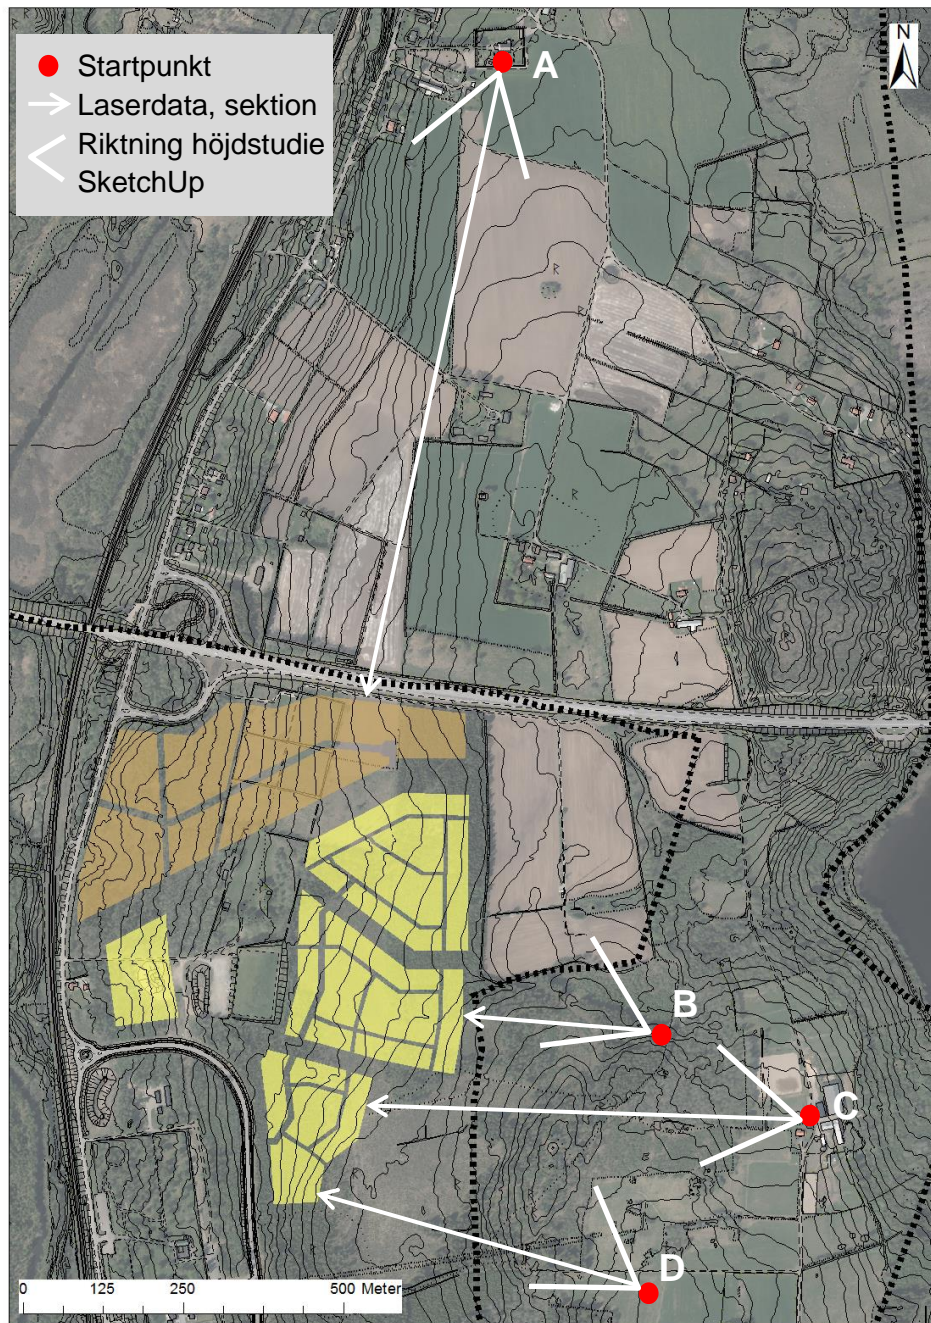 N
Startpunkt
A
Laserdata, sektion
Riktning höjdstudie
SketchUp
R
R
B
C
D
0 125 250 500 Meter